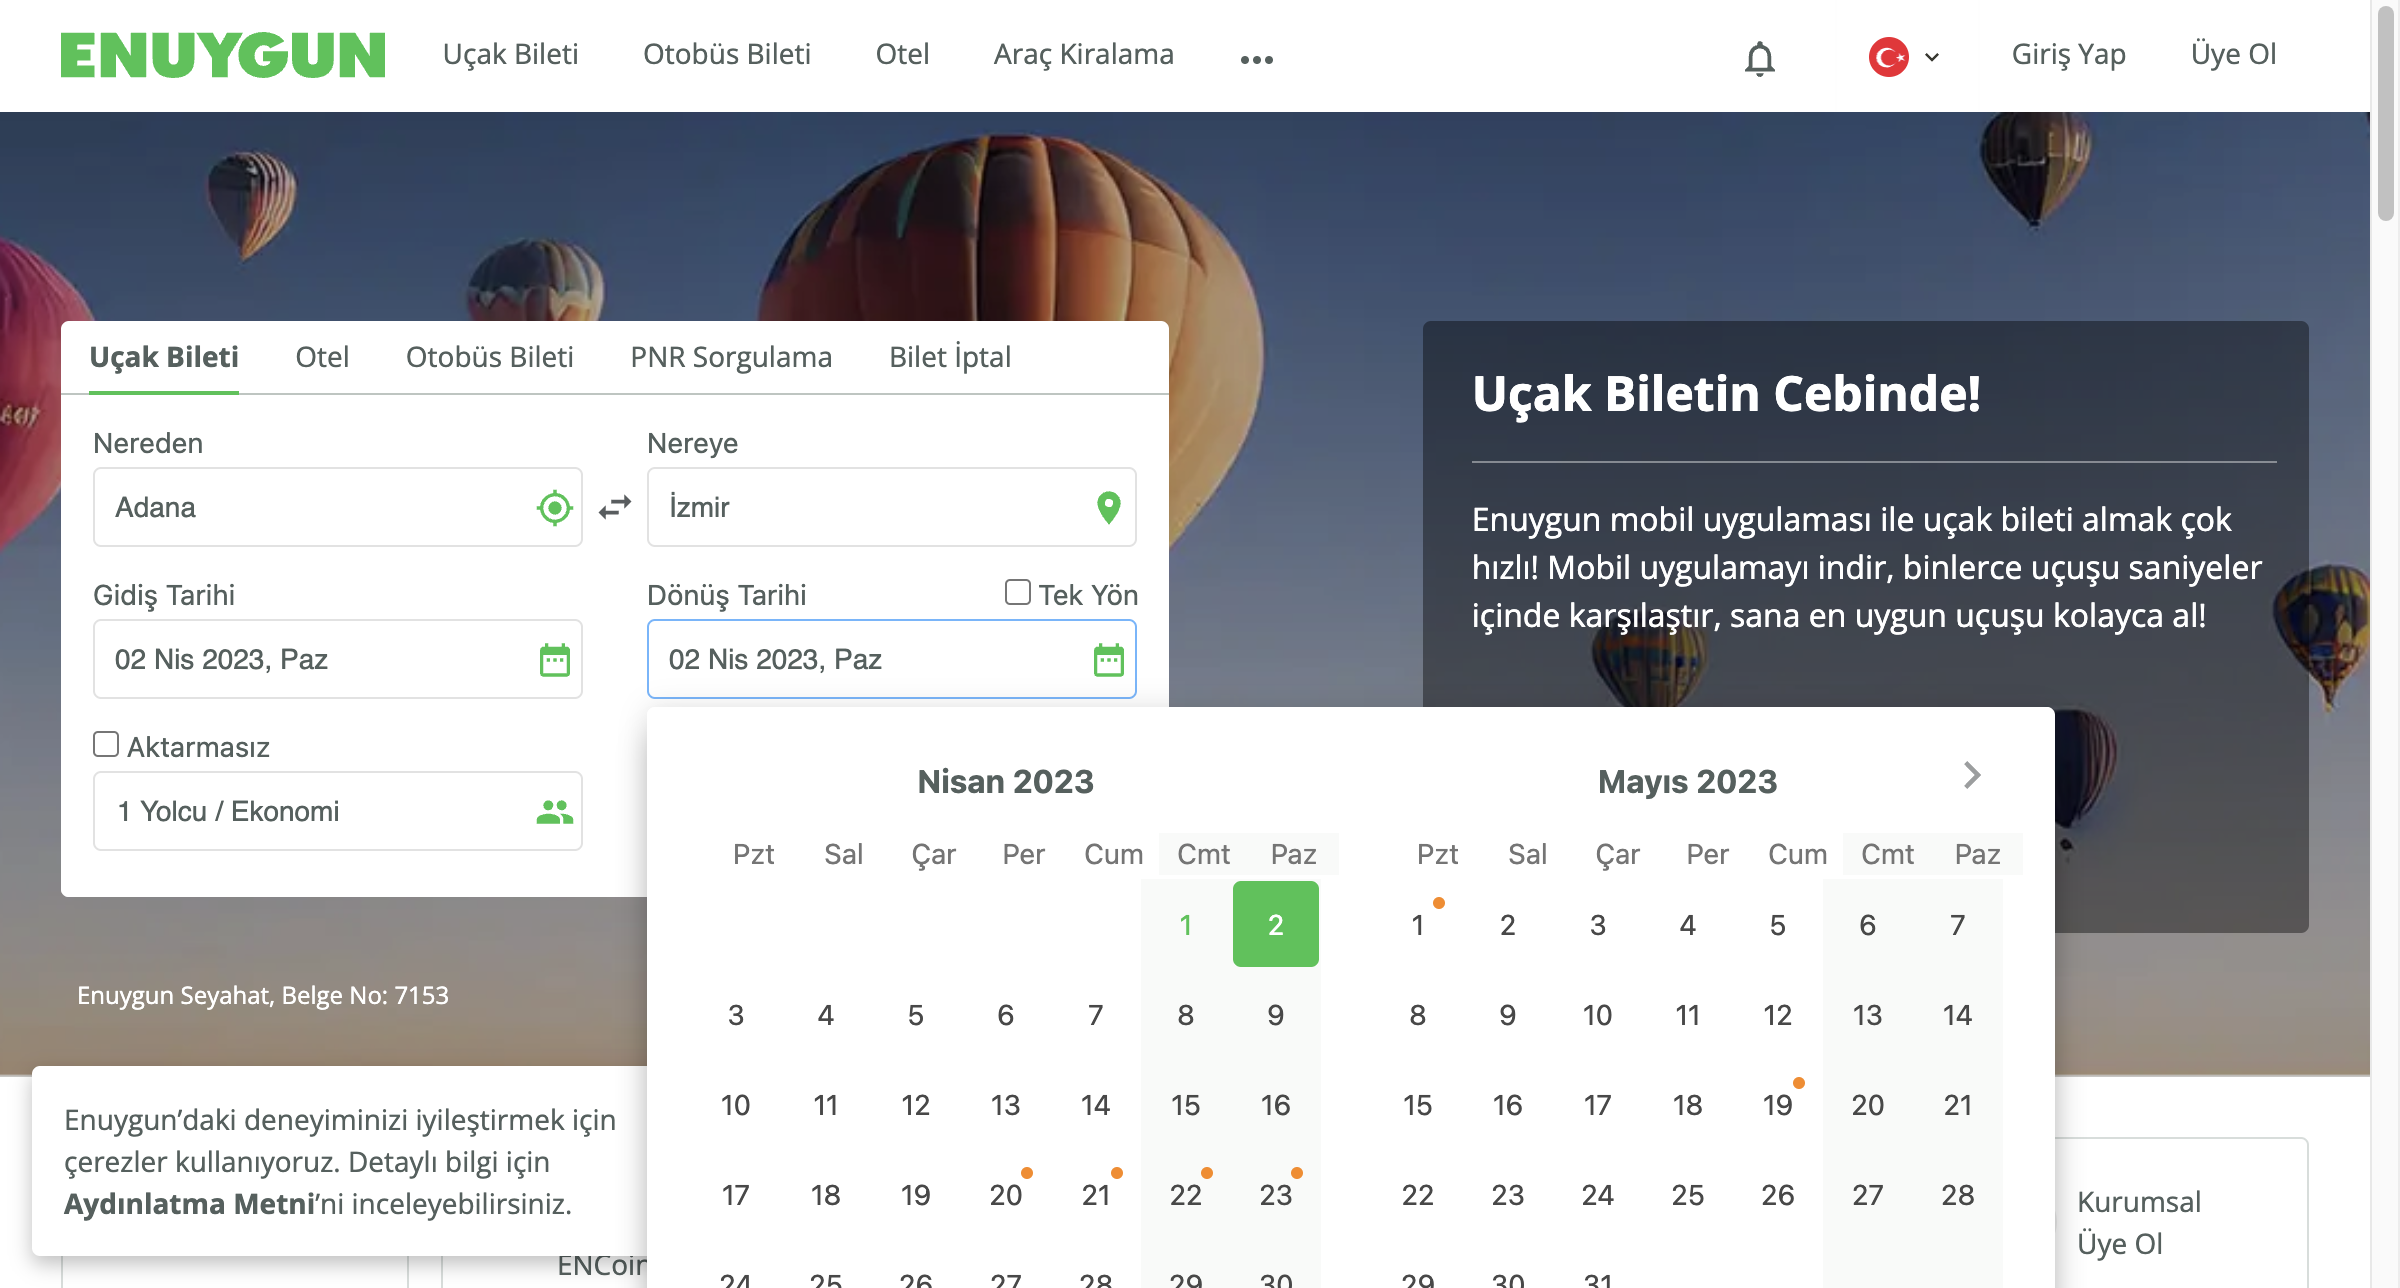 ENUYGUN
Uçak Bileti
Otobüs Bileti
Otel
Araç Kiralama
Giriş Yap
Üye Ol
Uçak Bileti
Otel
Otobüs Bileti
PNR Sorgulama
Bilet İptal
Nereden
Nereye
Adana
İzmir
Gidiş Tarihi
Dönüş Tarihi
Tek Yön
02 Nis 2023, Paz
02 Nis 2023, Paz
Aktarmasız
1 Yolcu / Ekonomi
Uçak Biletin Cebinde!
Enuygun mobil uygulaması ile uçak bileti almak çok
hızlı! Mobil uygulamayı indir, binlerce uçuşu saniyeler
içinde karşılaştır, sana en uygun uçuşu kolayca al!
Nisan 2023
Pzt Sal Çar Per Cum Cmt Paz
1 2
3 4 5 6 7 8 9
10 11 12 13 14 15 16
17 18 19 20 21 22 23
24 25 26 27 28 29 30
Mayıs 2023
Pzt Sal Çar Per Cum Cmt Paz
1 2 3 4 5 6 7
8 9 10 11 12 13 14
15 16 17 18 19 20 21
22 23 24 25 26 27 28
29 30 31
Enuygun Seyahat, Belge No: 7153
Enuygun’daki deneyiminizi iyileştirmek için
çerezler kullanıyoruz. Detaylı bilgi için
Aydınlatma Metni’ni inceleyebilirsiniz.
ENCoin
Kurumsal
Üye Ol